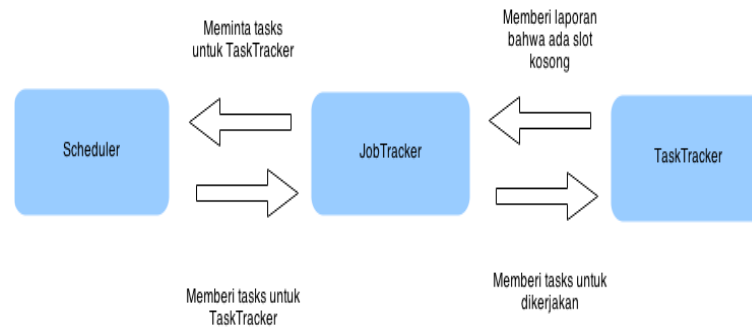 Meminta tasks
untuk TaskTracker
Memberi laporan
bahwa ada slot
kosong
Scheduler
JobTracker
TaskTracker
Memberi tasks untuk
TaskTracker
Memberi tasks untuk
dikerjakan